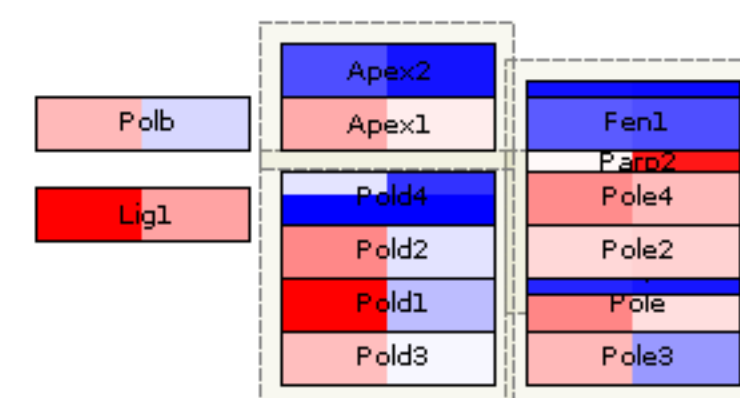 Polb
Lig1
Apex2
Apex1
Pold4
Pold2
Pold1
Pold3
Fen1
Parp2
Pole4
Pole2
Pole
Pole3